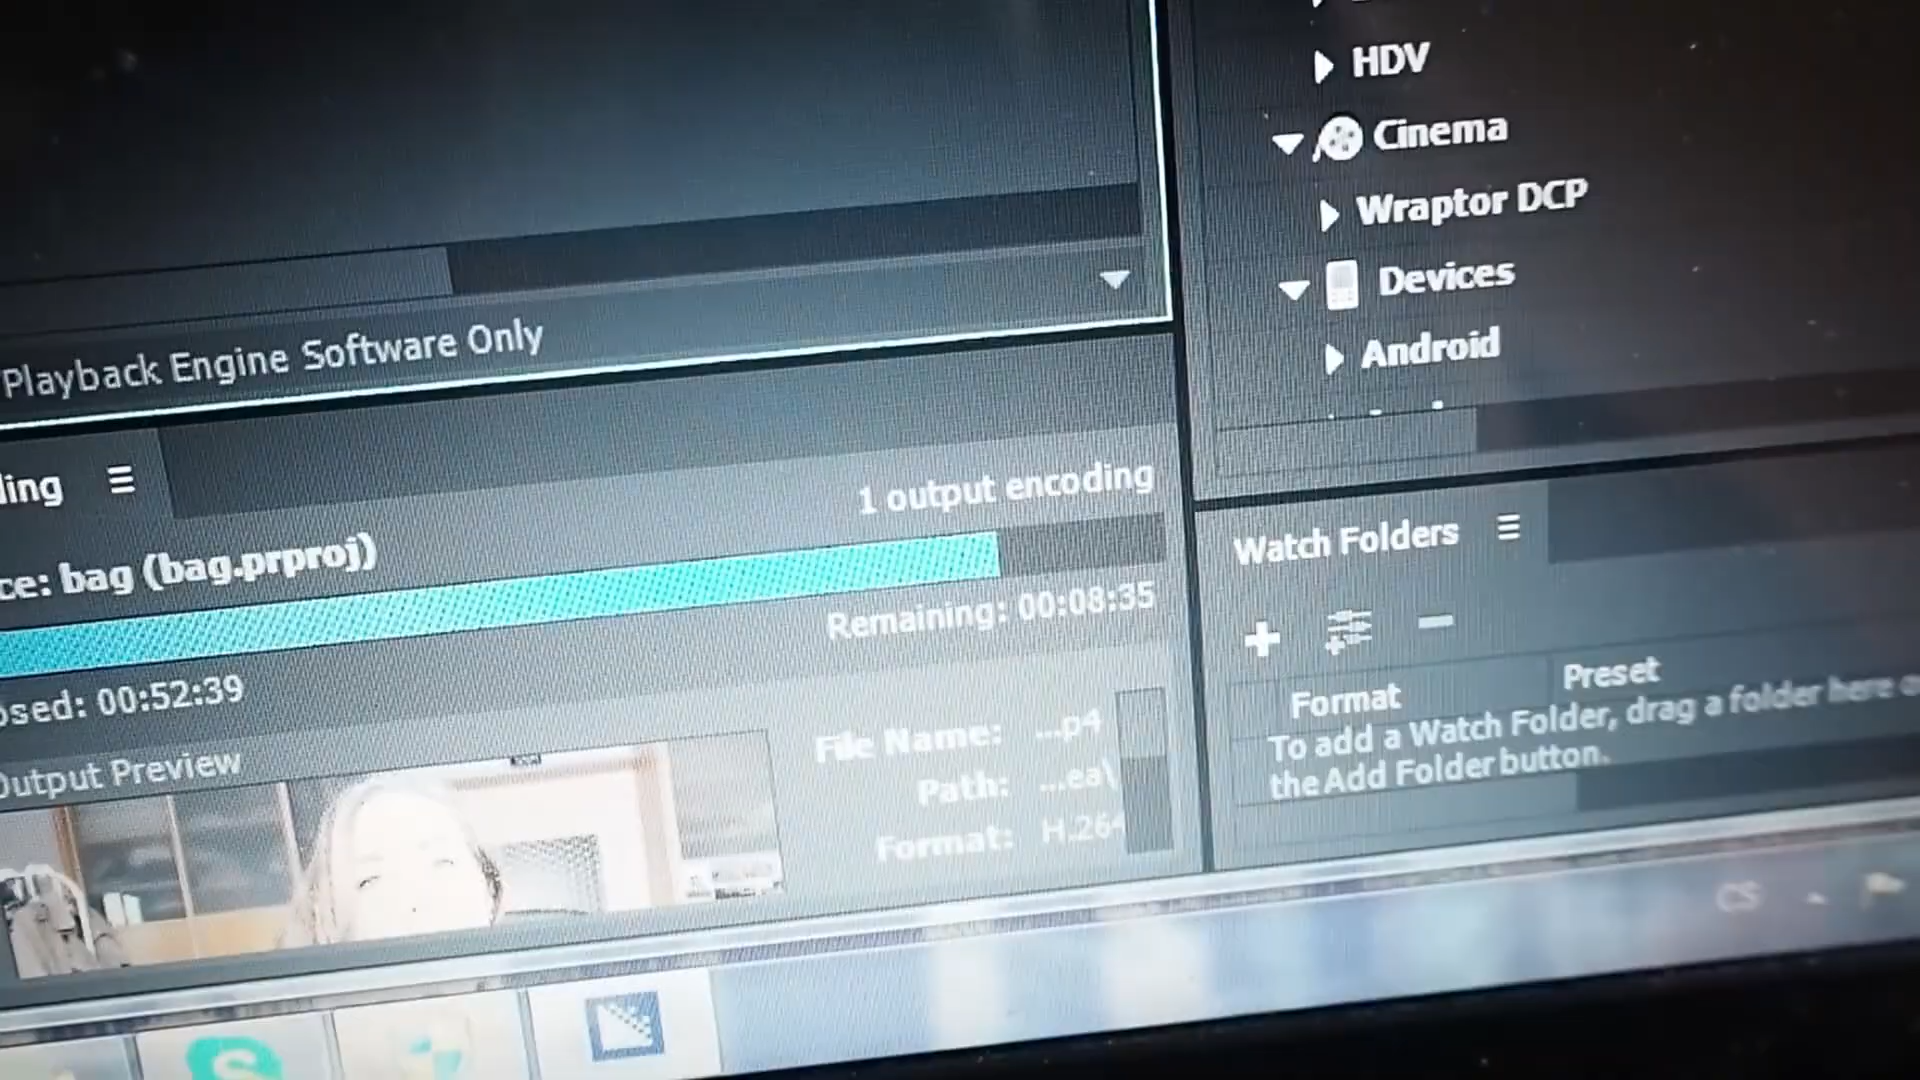 HDV
Cinema
Wraptor DCP
Devices
Android
Playback Engine Software Only
ding
1 output encoding
ce: bag (bag.prproj)
Remaining: 00:08:35
osed: 00:52:39
Output Preview
File Name: ...p4
Path: ...ea\
Format: H.264
Watch Folders
Format
Preset
To add a Watch Folder, drag a folder here o
the Add Folder button.
CS
S